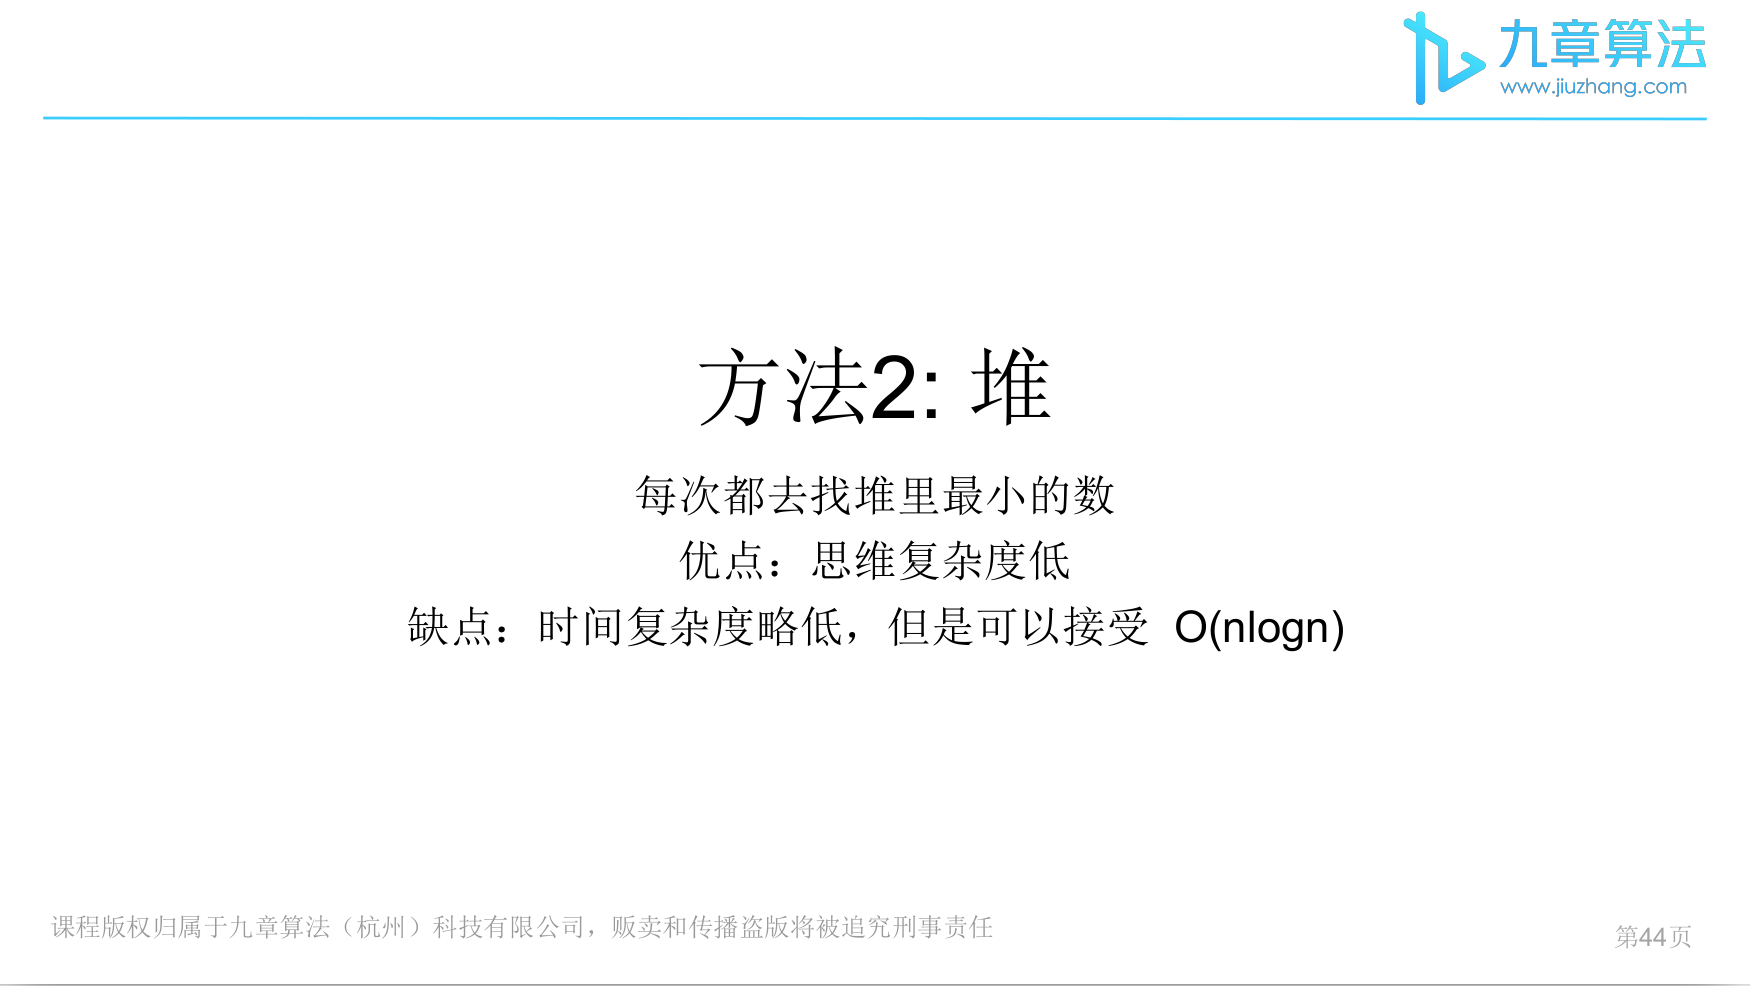 九章算法
www.jiuzhang.com
方法2: 堆
每次都去找堆里最小的数
优点：思维复杂度低
缺点：时间复杂度略低，但是可以接受 O(nlogn)
课程版权归属于九章算法（杭州）科技有限公司，贩卖和传播盗版将被追究刑事责任
第44页